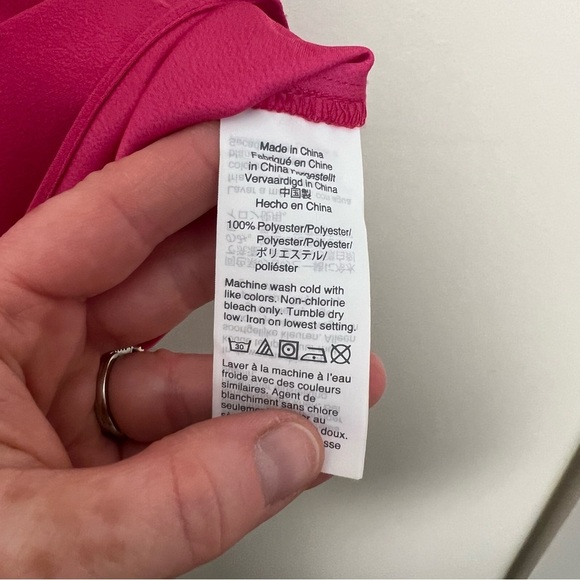 Made in China
Fabriqué en Chine
in China hergestellt
Vervaardigd in China
中国製
Hecho en China
100% Polyester/Polyester/
Polyester/Polyester/
ポリエステル/
poliéster
Machine wash cold with
like colors. Non-chlorine
bleach only. Tumble dry
low. Iron on lowest setting.
30
Laver à la machine à l'eau
froide avec des couleurs
similaires. Agent de
blanchiment sans chlore
seulement au
doux.